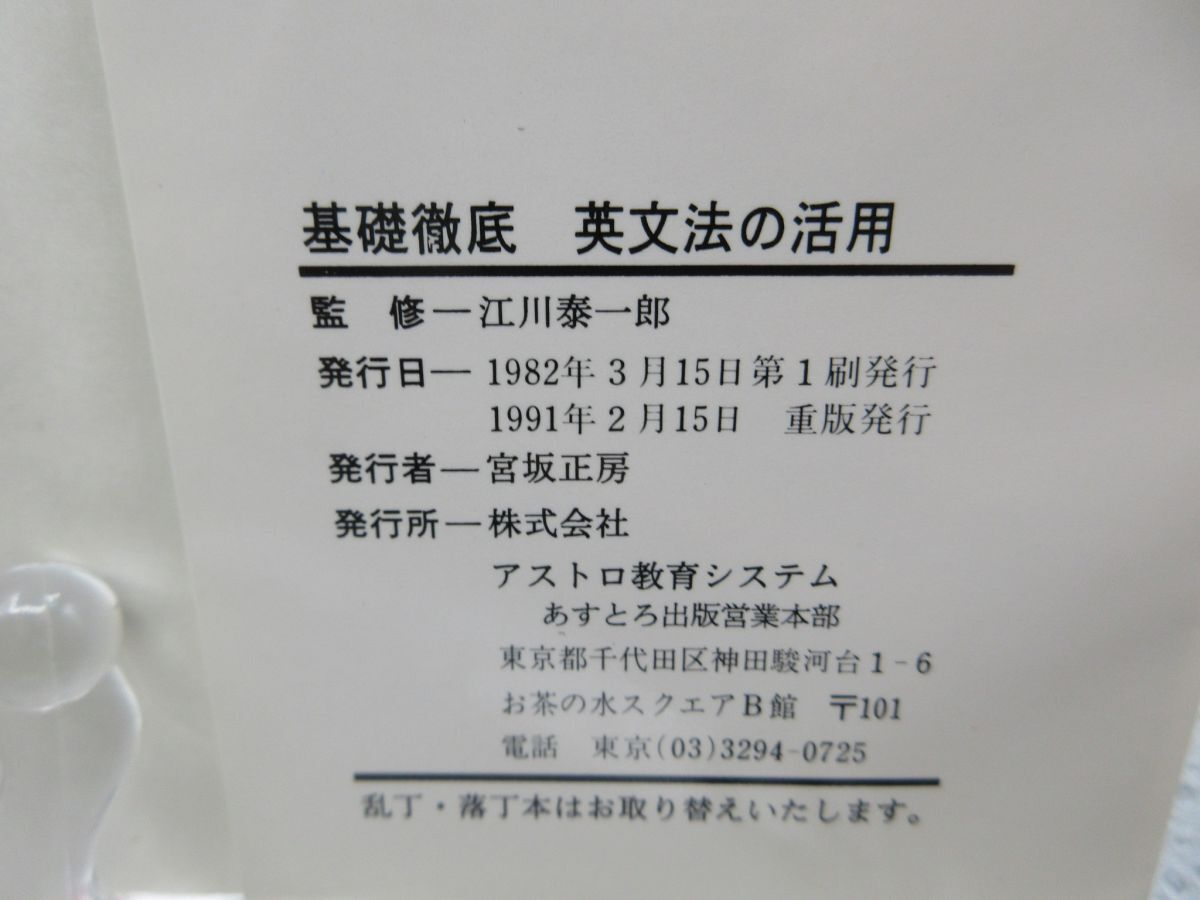 基礎徹底　英文法の活用
監　修―江川泰一郎
発行日― 1982年 3 月15日第 1 刷発行
1991年 2 月15日　重版発行
発行者―宮坂正房
発行所―株式会社
アストロ教育システム
あすとろ出版営業本部
東京都千代田区神田駿河台 1 - 6
お茶の水スクエアB館　〒101
電話　東京(03)3294-0725
乱丁・落丁本はお取り替えいたします。